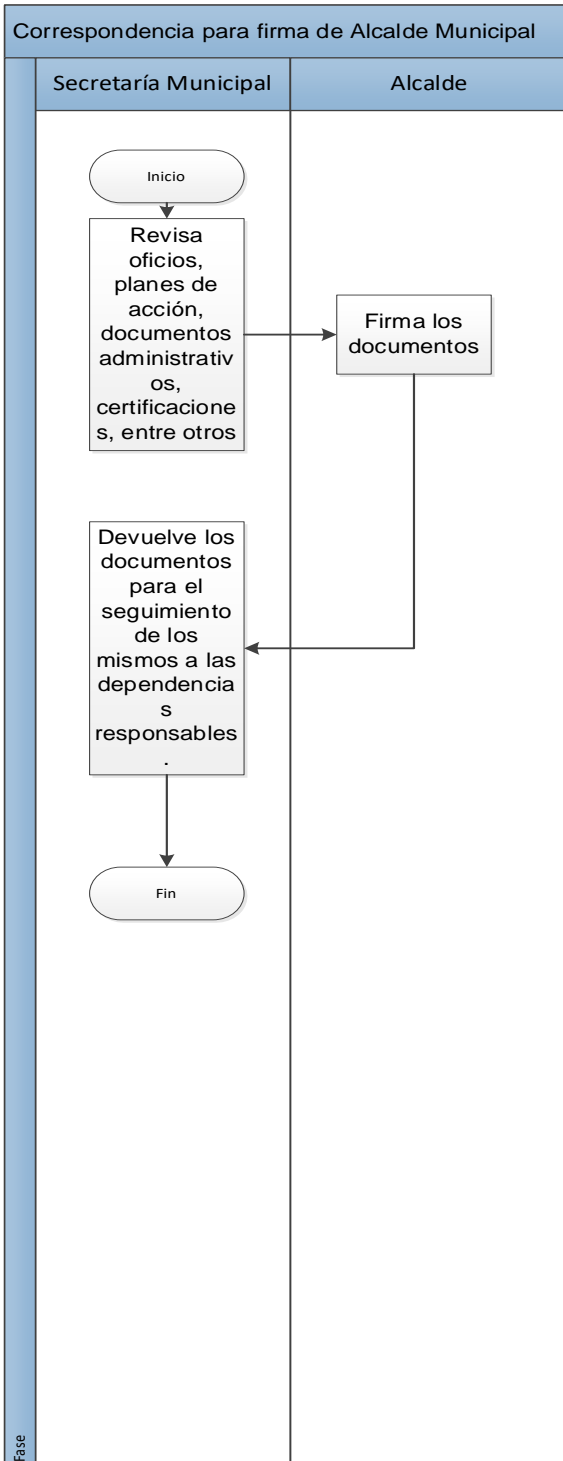 Correspondencia para firma de Alcalde Municipal
Secretaría Municipal
Alcalde
Inicio
Revisa
oficios,
planes de
acción,
documentos
administrativ
os,
certificacione
s, entre otros
Firma los
documentos
Devuelve los
documentos
para el
seguimiento
de los
mismos a las
dependencia
s
responsables
.
Fin
Fase